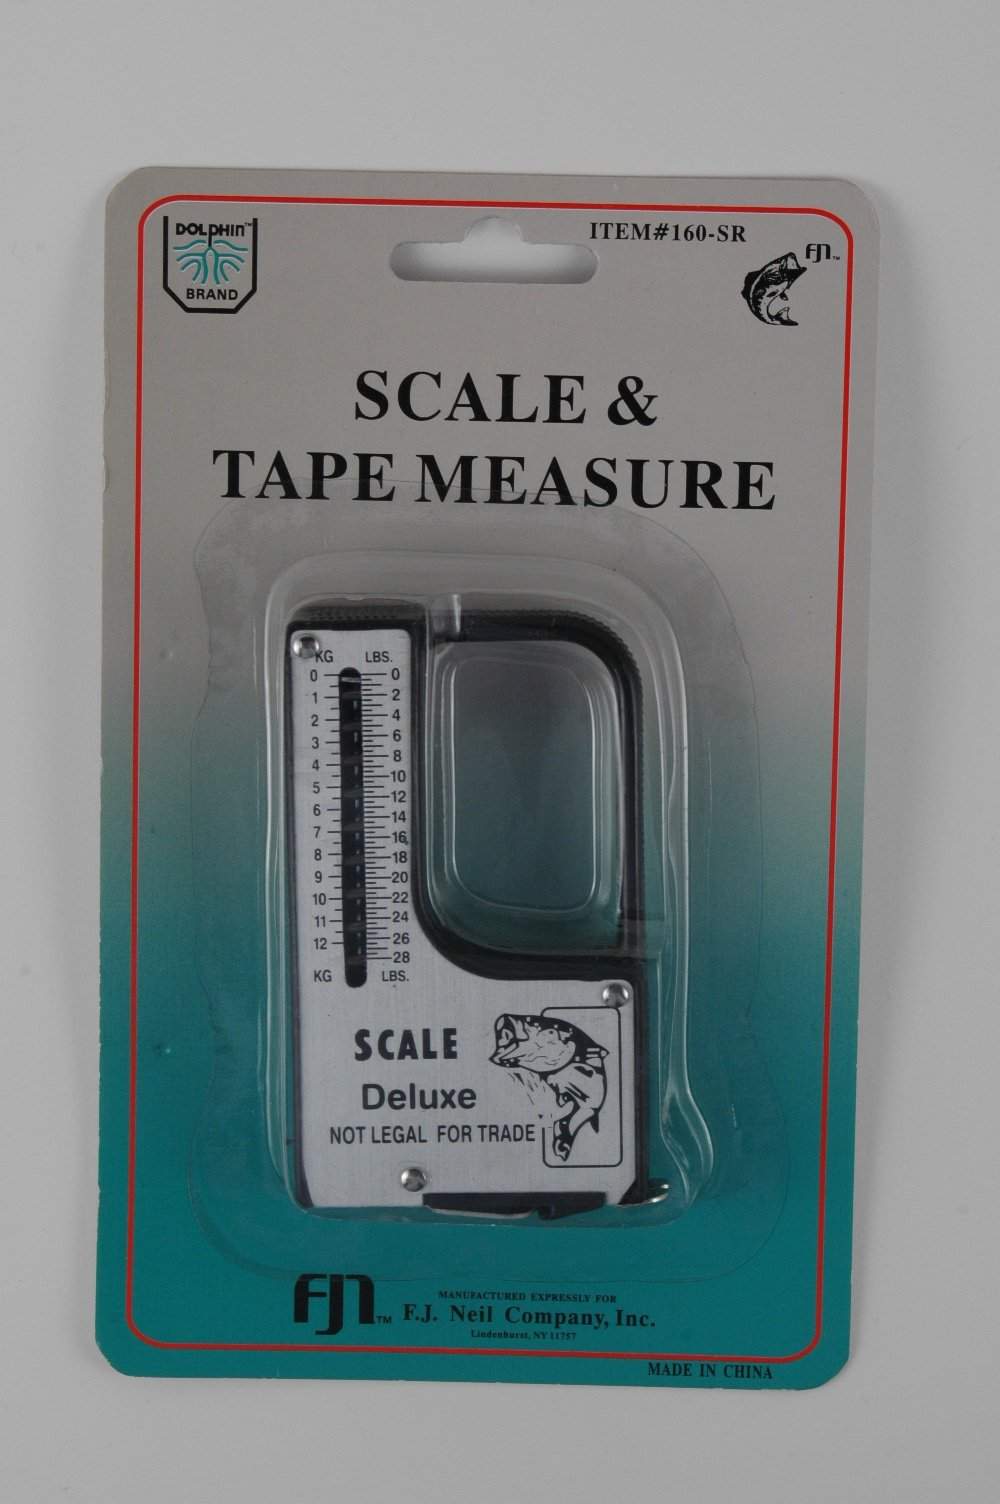 DOLPHIN™
BRAND
ITEM#160-SR
FJN™
SCALE &
TAPE MEASURE
KG LBS.
0 0
1 2
2 4
3 6
4 8
5 10
6 12
7 14
8 16
9 18
10 20
11 22
12 24
26
28
KG LBS.
SCALE
Deluxe
NOT LEGAL FOR TRADE
FJN™
MANUFACTURED EXPRESSLY FOR
F.J. Neil Company, Inc.
Lindenhurst, NY 11757
MADE IN CHINA